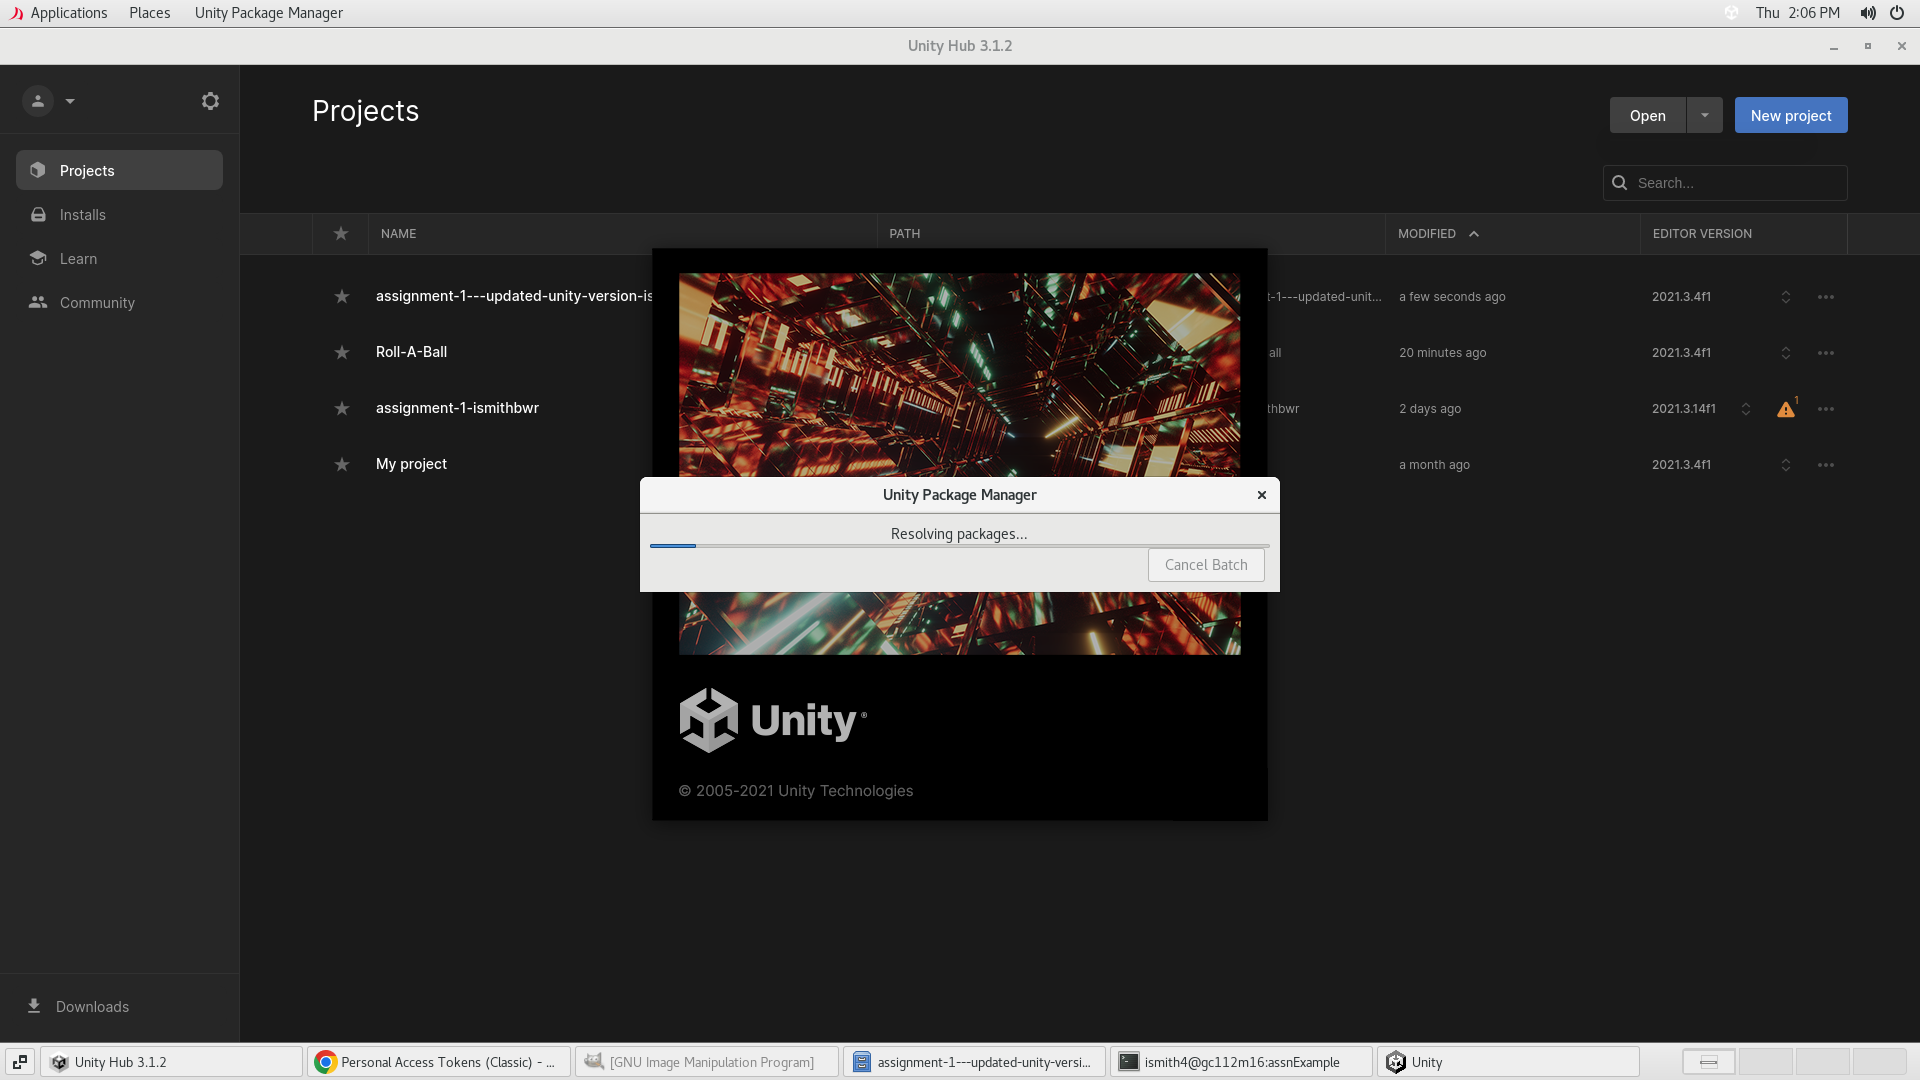 Applications Places Unity Package Manager Thu 2:06 PM
Unity Hub 3.1.2
Projects
Open
New project
Search...
Projects
Installs
Learn
Community
NAME PATH MODIFIED EDITOR VERSION
assignment-1---updated-unity-version-is t-1---updated-unit... a few seconds ago 2021.3.4f1
Roll-A-Ball all 20 minutes ago 2021.3.4f1
assignment-1-ismithbwr thbwr 2 days ago 2021.3.14f1 1
My project a month ago 2021.3.4f1
Unity Package Manager
Resolving packages...
Cancel Batch
Unity®
© 2005-2021 Unity Technologies
Downloads
Unity Hub 3.1.2 Personal Access Tokens (Classic) - ... [GNU Image Manipulation Program] assignment-1---updated-unity-versi... ismith4@gc112m16:assnExample Unity